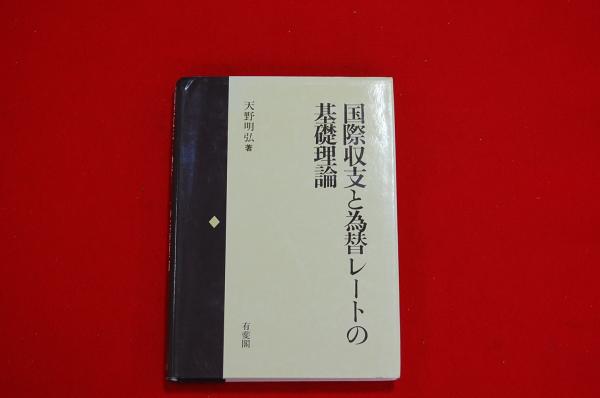 国際収支と為替レートの
基礎理論
天野明弘 著
有斐閣